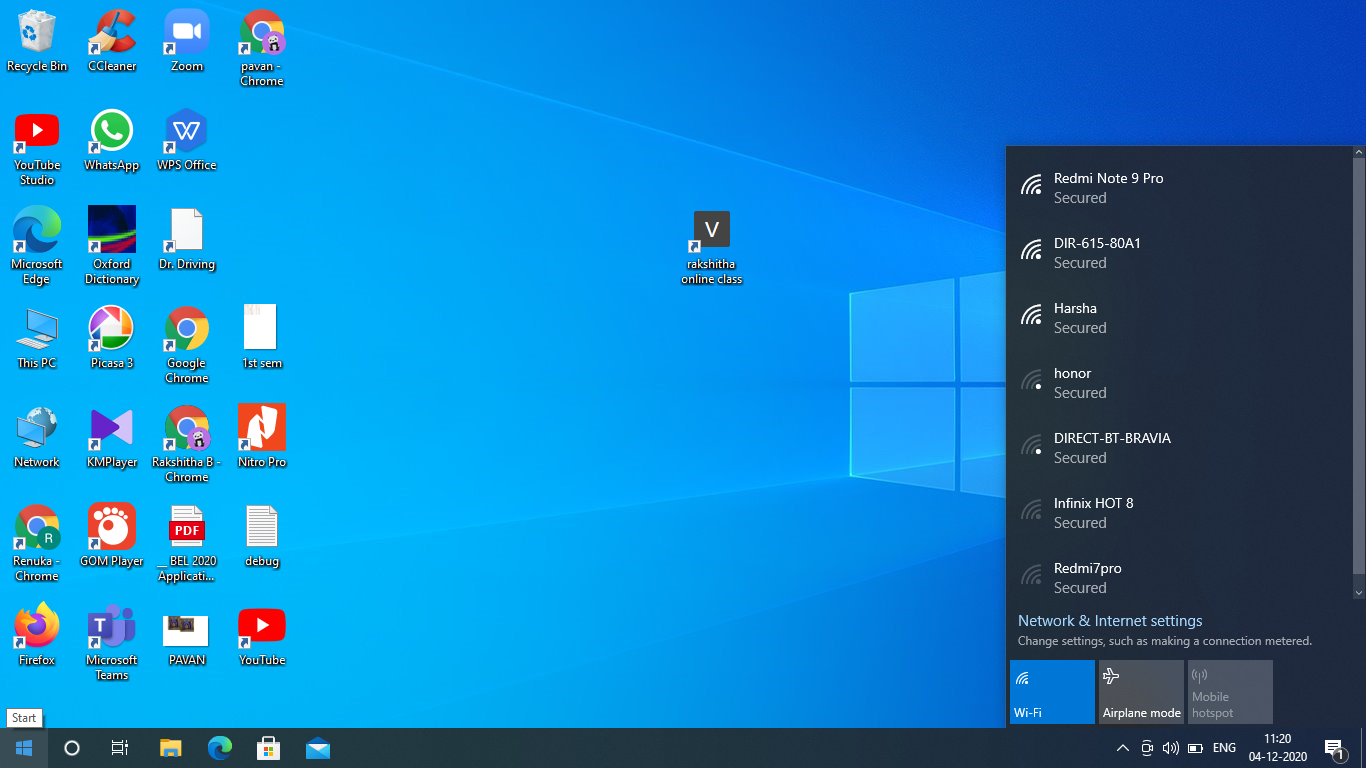 Recycle Bin
CCleaner
Zoom
pavan -
Chrome
YouTube
Studio
WhatsApp
W
WPS Office
Microsoft
Edge
Oxford
Dictionary
Dr. Driving
V
rakshitha
online class
This PC
Picasa 3
Google
Chrome
1st sem
Network
KMPlayer
Rakshitha B -
Chrome
Nitro Pro
R
Renuka -
Chrome
GOM Player
PDF
__ BEL 2020
Applicati...
debug
Firefox
T
Microsoft
Teams
PAVAN
YouTube
Redmi Note 9 Pro
Secured
DIR-615-80A1
Secured
Harsha
Secured
honor
Secured
DIRECT-BT-BRAVIA
Secured
Infinix HOT 8
Secured
Redmi7pro
Secured
Network & Internet settings
Change settings, such as making a connection metered.
Wi-Fi
Airplane mode
Mobile
hotspot
Start
ENG
11:20
04-12-2020
1